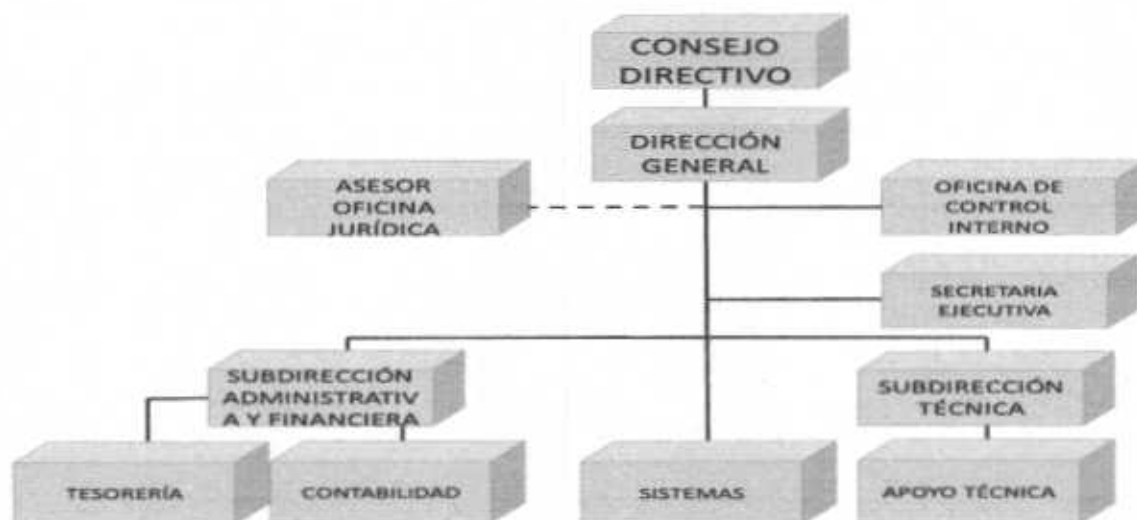 CONSEJO
DIRECTIVO
DIRECCIÓN
GENERAL
ASESOR
OFICINA
JURÍDICA
OFICINA DE
CONTROL
INTERNO
SECRETARIA
EJECUTIVA
SUBDIRECCIÓN
ADMINISTRATIV
A Y FINANCIERA
SUBDIRECCIÓN
TÉCNICA
TESORERÍA
CONTABILIDAD
SISTEMAS
APOYO TÉCNICA